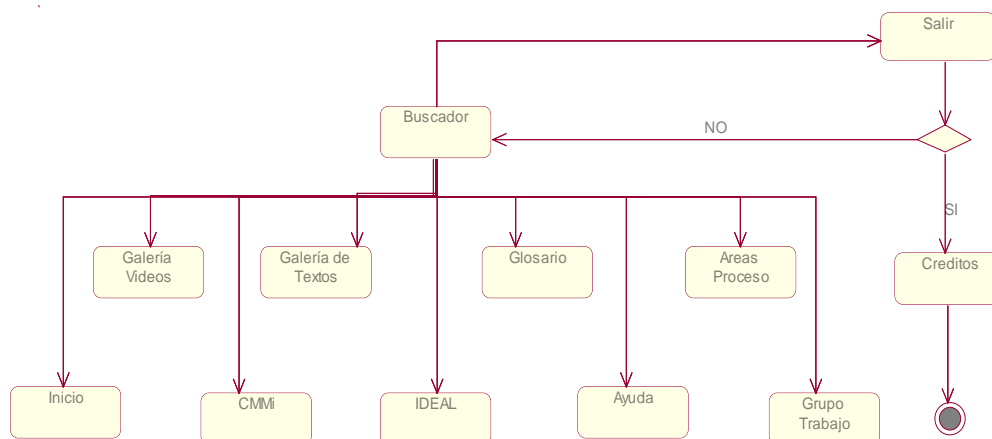 Salir
Buscador
NO
SI
Galería
Videos
Galería de
Textos
Glosario
Areas
Proceso
Creditos
Inicio
CMMi
IDEAL
Ayuda
Grupo
Trabajo